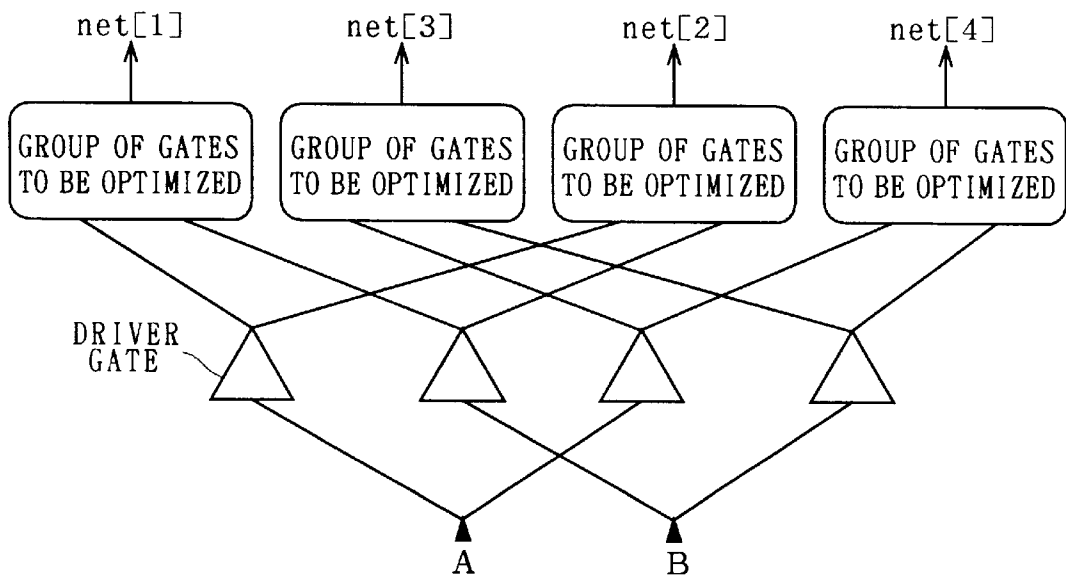 net[1]
net[3]
net[2]
net[4]
GROUP OF GATES
TO BE OPTIMIZED
GROUP OF GATES
TO BE OPTIMIZED
GROUP OF GATES
TO BE OPTIMIZED
GROUP OF GATES
TO BE OPTIMIZED
DRIVER
GATE
A
B